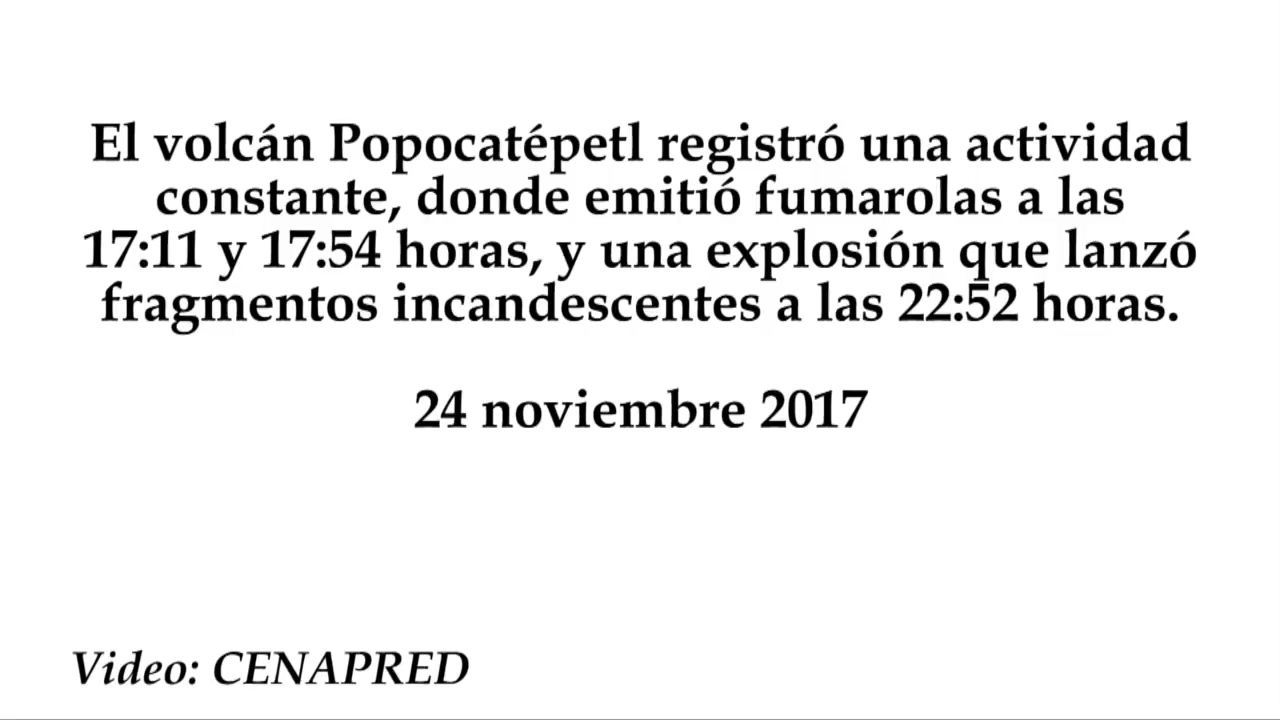 El volcán Popocatépetl registró una actividad
constante, donde emitió fumarolas a las
17:11 y 17:54 horas, y una explosión que lanzó
fragmentos incandescentes a las 22:52 horas.
24 noviembre 2017
Video: CENAPRED